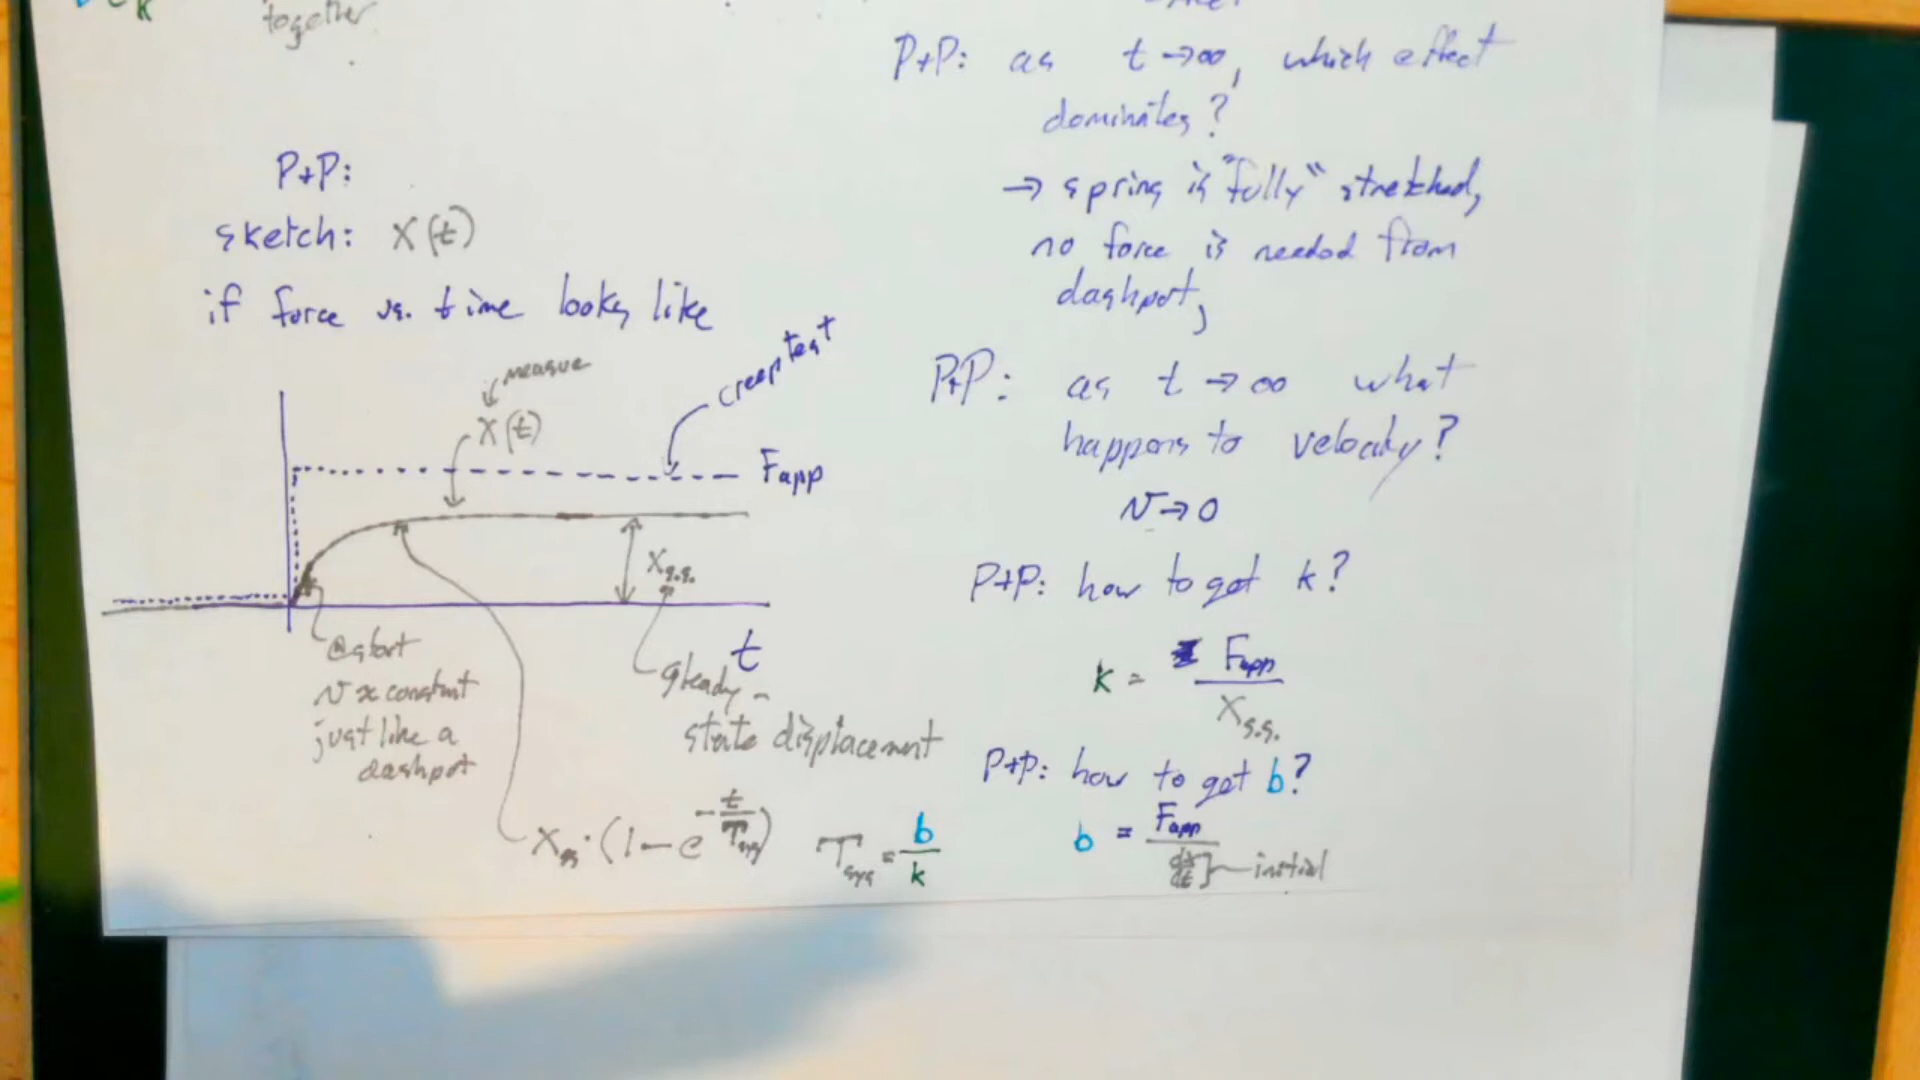 k
together
P+P:
sketch: X(t)
if force vs. time looks like
measure
X(t)
creep test
Fapp
Xs.s.
t
@start
v ≈ constant
just like a
dashpot
steady-
state displacement
Xss·(1-e^-t/τsys) τsys = b/k
P+P: as t→∞, which effect
dominates?
→ spring is "fully" stretched,
no force is needed from
dashpot,
P+P: as t→∞ what
happens to velocity?
v→0
P+P: how to get k?
k = Fapp/Xs.s.
P+P: how to get b?
b = Fapp/dx/dt] initial